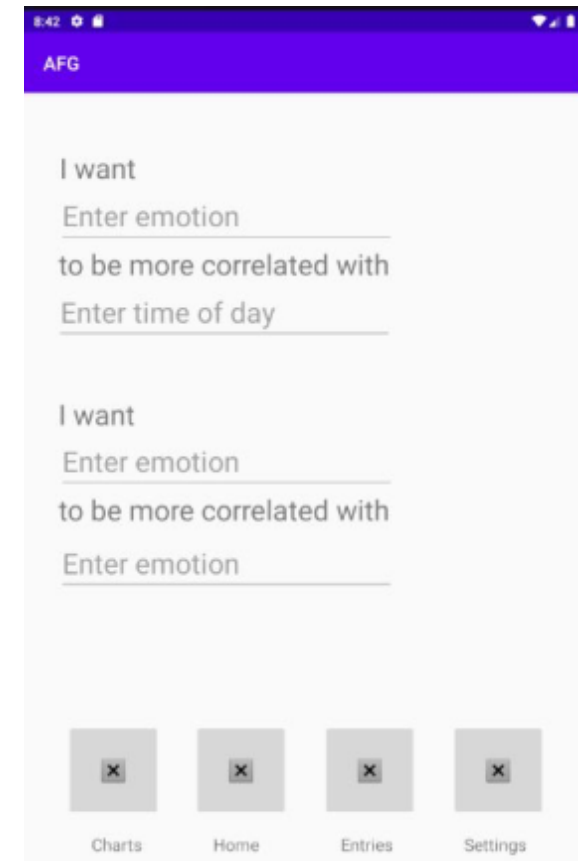 8:42
AFG
I want
Enter emotion
to be more correlated with
Enter time of day
I want
Enter emotion
to be more correlated with
Enter emotion
Charts Home Entries Settings